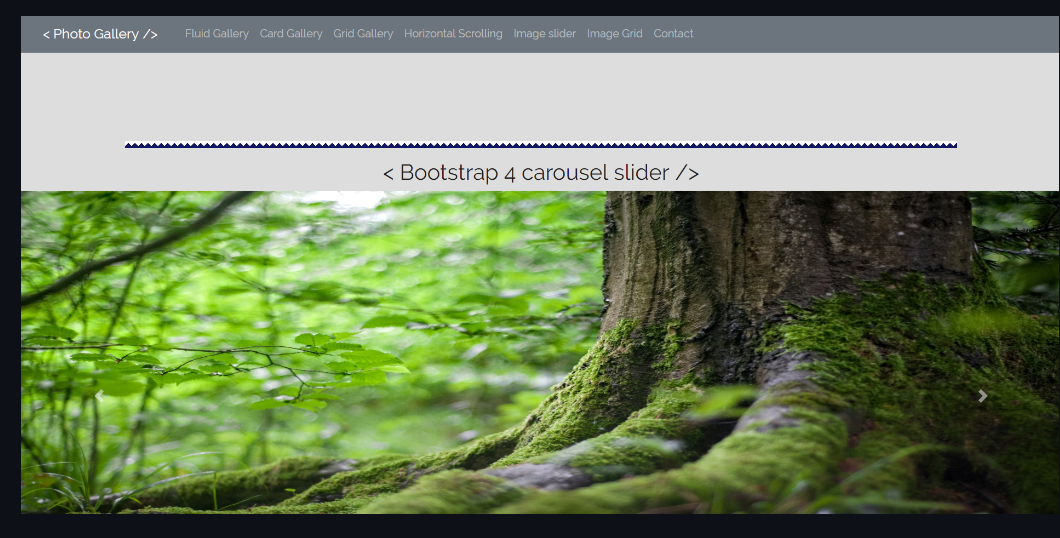 < Photo Gallery /> Fluid Gallery Card Gallery Grid Gallery Horizontal Scrolling Image slider Image Grid Contact
< Bootstrap 4 carousel slider />